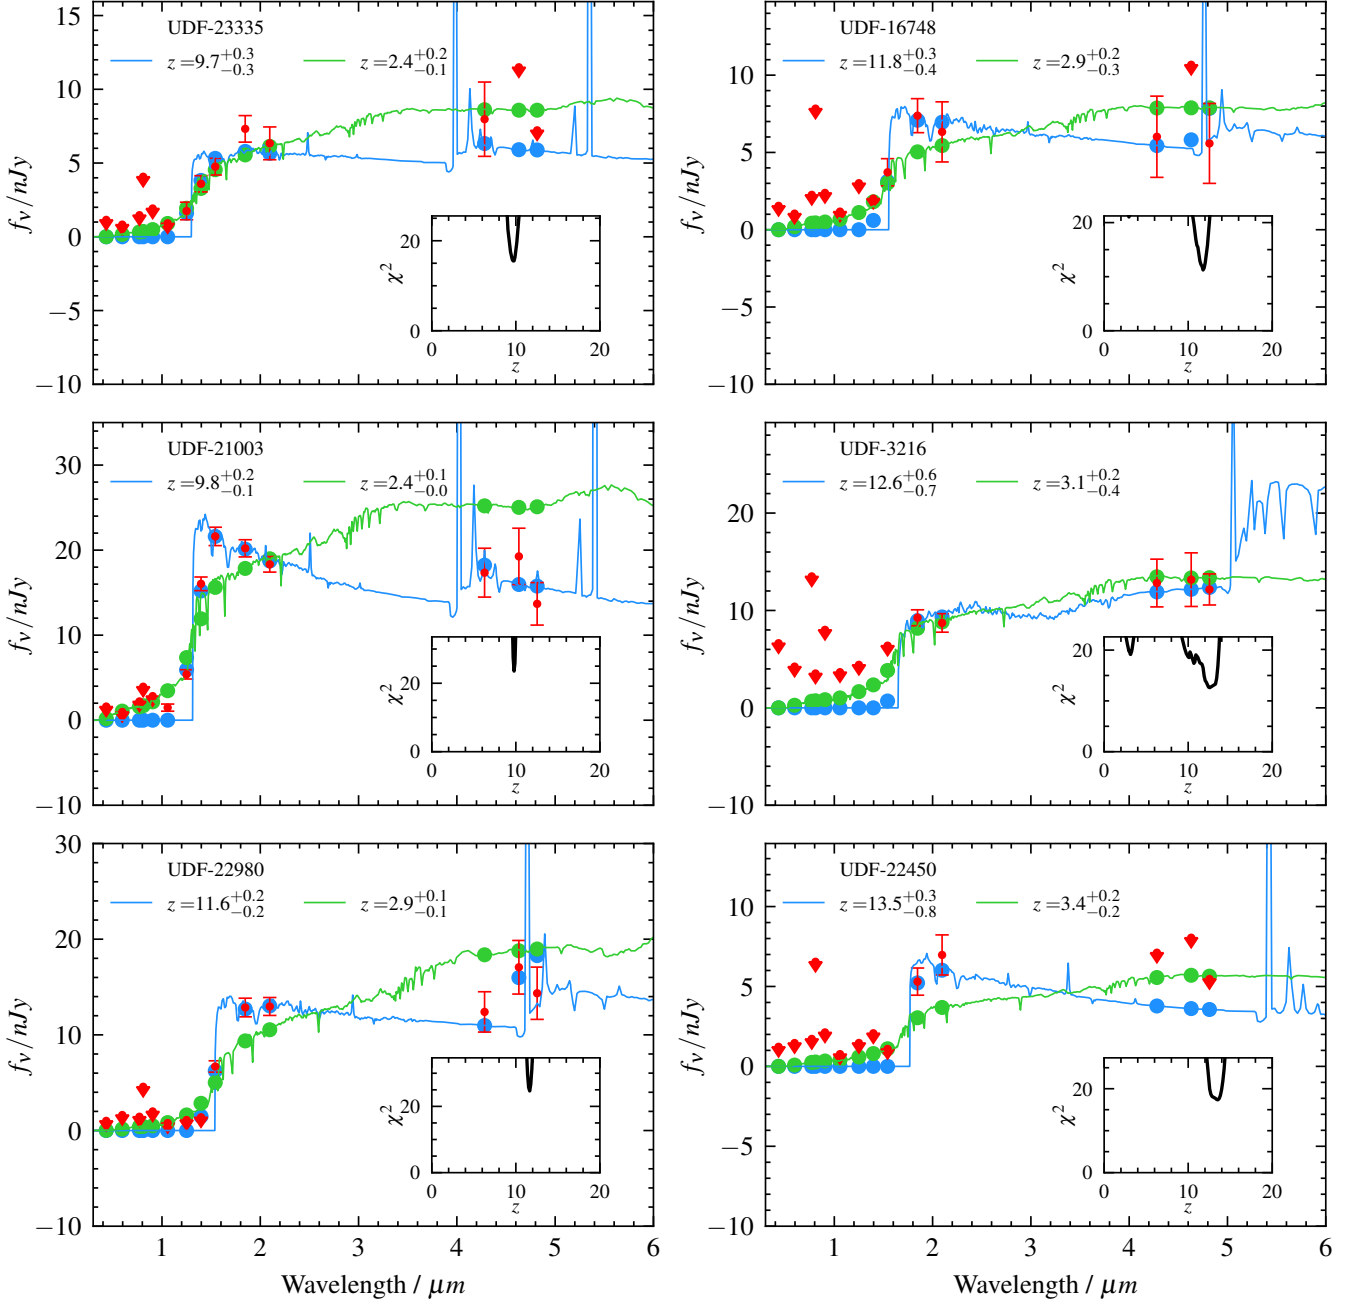 UDF-23335
z=9.7+0.3−0.3 z=2.4+0.2−0.1
15
10
5
0
−5
−10
fν/nJy
20
0
χ2
0 10 20
z
UDF-16748
z=11.8+0.3−0.4 z=2.9+0.2−0.3
10
5
0
−5
−10
fν/nJy
20
10
0
χ2
0 10 20
z
UDF-21003
z=9.8+0.2−0.1 z=2.4+0.1−0.0
30
20
10
0
−10
fν/nJy
20
0
χ2
0 10 20
z
UDF-3216
z=12.6+0.6−0.7 z=3.1+0.2−0.4
20
10
0
−10
fν/nJy
20
10
0
χ2
0 10 20
z
UDF-22980
z=11.6+0.2−0.2 z=2.9+0.1−0.1
30
20
10
0
−10
fν/nJy
20
0
χ2
0 10 20
z
1 2 3 4 5 6
Wavelength / μm
UDF-22450
z=13.5+0.3−0.8 z=3.4+0.2−0.2
10
5
0
−5
−10
fν/nJy
20
0
χ2
0 10 20
z
1 2 3 4 5 6
Wavelength / μm